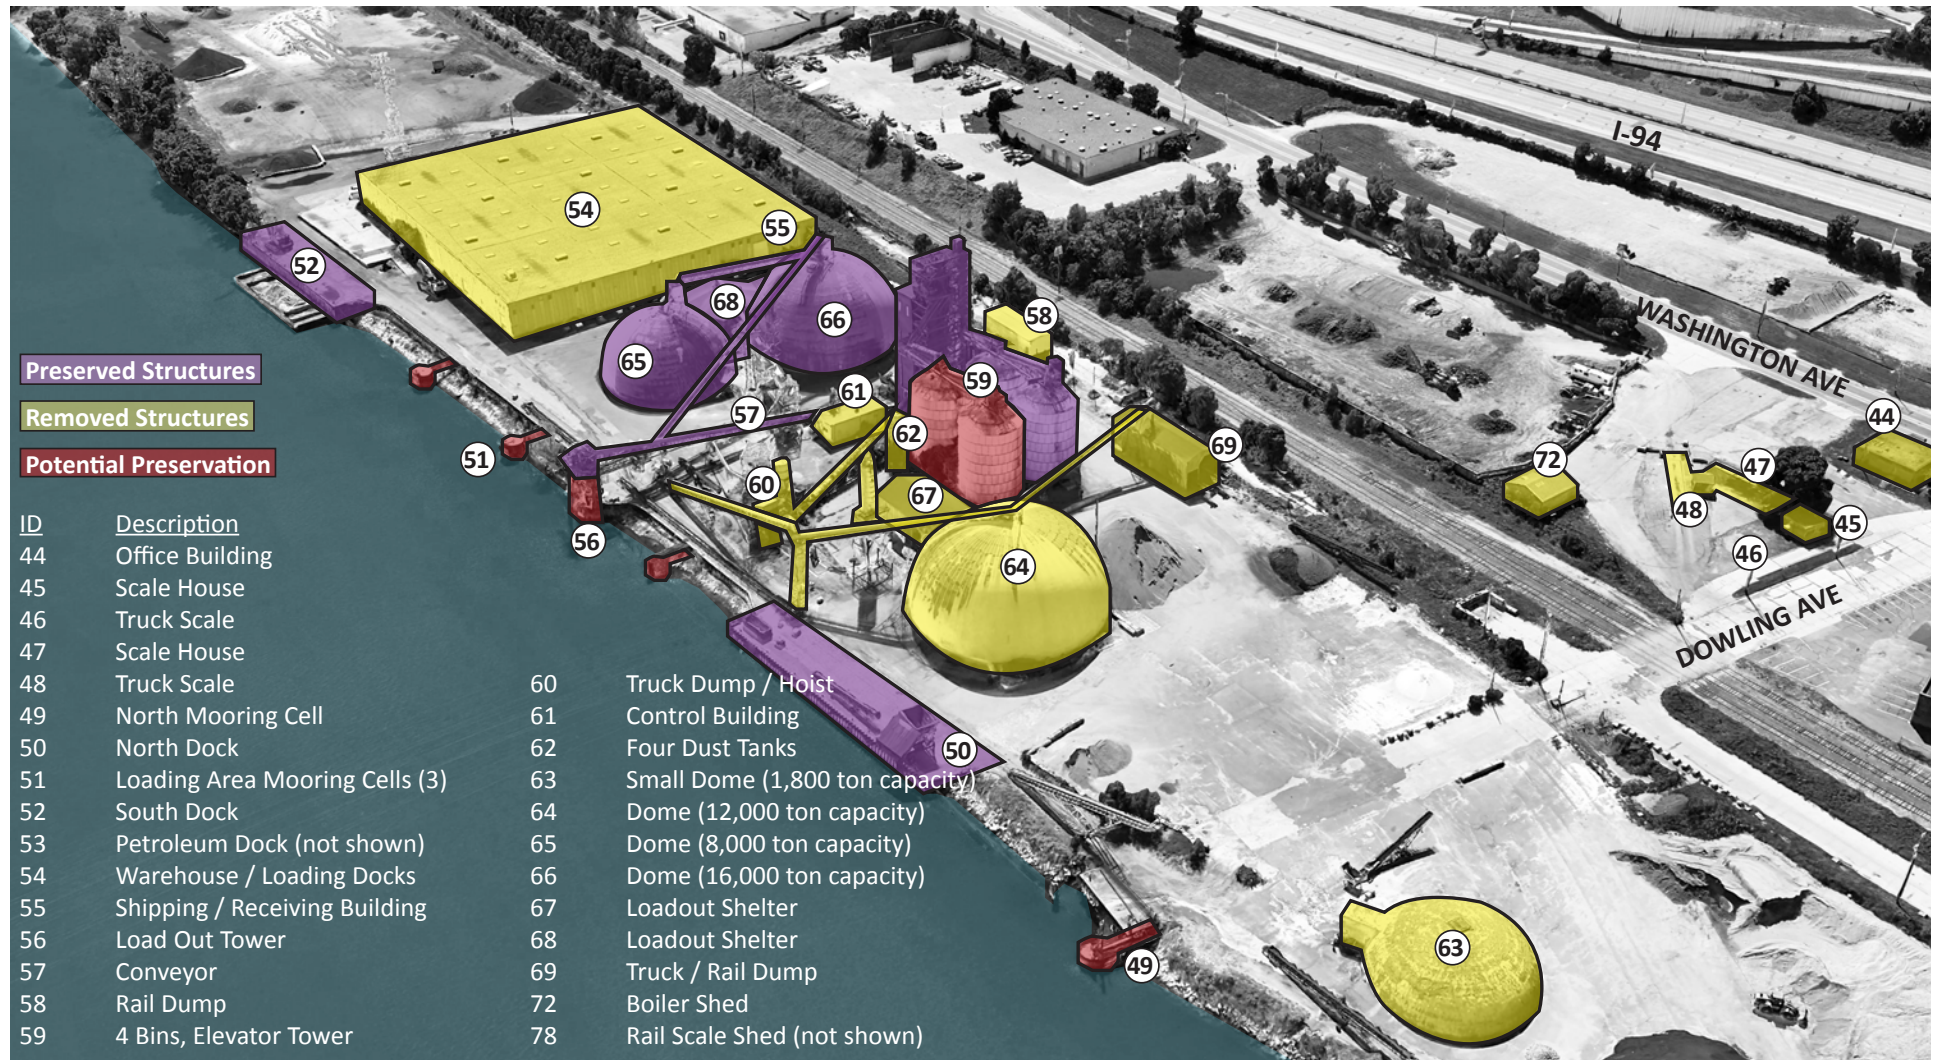 I-94
WASHINGTON AVE
DOWLING AVE
54
55
52
68
66
58
65
59
61
57
62
69
44
72
47
51
60
67
48
45
56
46
64
50
49
63
Preserved Structures
Removed Structures
Potential Preservation
ID Description
44 Office Building
45 Scale House
46 Truck Scale
47 Scale House
48 Truck Scale
49 North Mooring Cell
50 North Dock
51 Loading Area Mooring Cells (3)
52 South Dock
53 Petroleum Dock (not shown)
54 Warehouse / Loading Docks
55 Shipping / Receiving Building
56 Load Out Tower
57 Conveyor
58 Rail Dump
59 4 Bins, Elevator Tower
60 Truck Dump / Hoist
61 Control Building
62 Four Dust Tanks
63 Small Dome (1,800 ton capacity)
64 Dome (12,000 ton capacity)
65 Dome (8,000 ton capacity)
66 Dome (16,000 ton capacity)
67 Loadout Shelter
68 Loadout Shelter
69 Truck / Rail Dump
72 Boiler Shed
78 Rail Scale Shed (not shown)